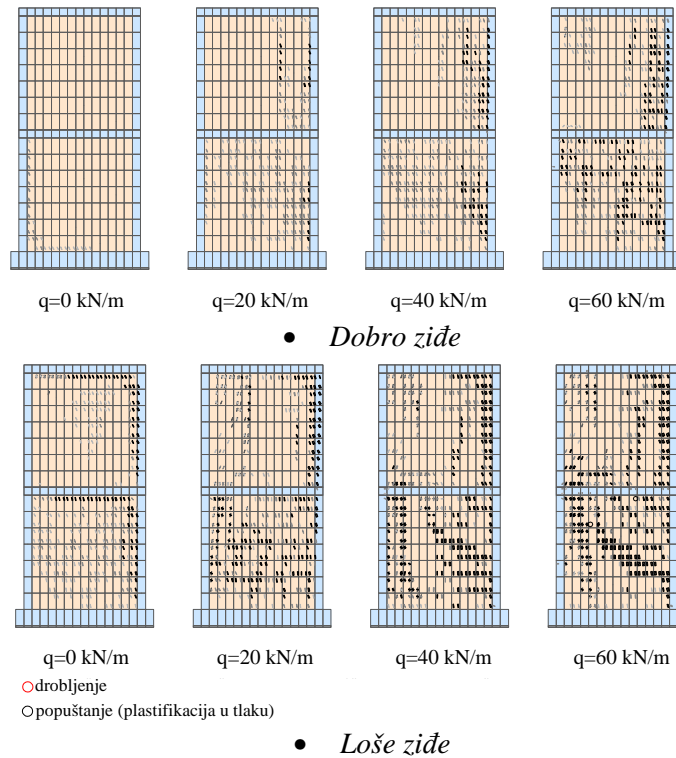 q=0 kN/m q=20 kN/m q=40 kN/m q=60 kN/m
• Dobro ziđe
q=0 kN/m q=20 kN/m q=40 kN/m q=60 kN/m
drobljenje
popuštanje (plastifikacija u tlaku)
• Loše ziđe